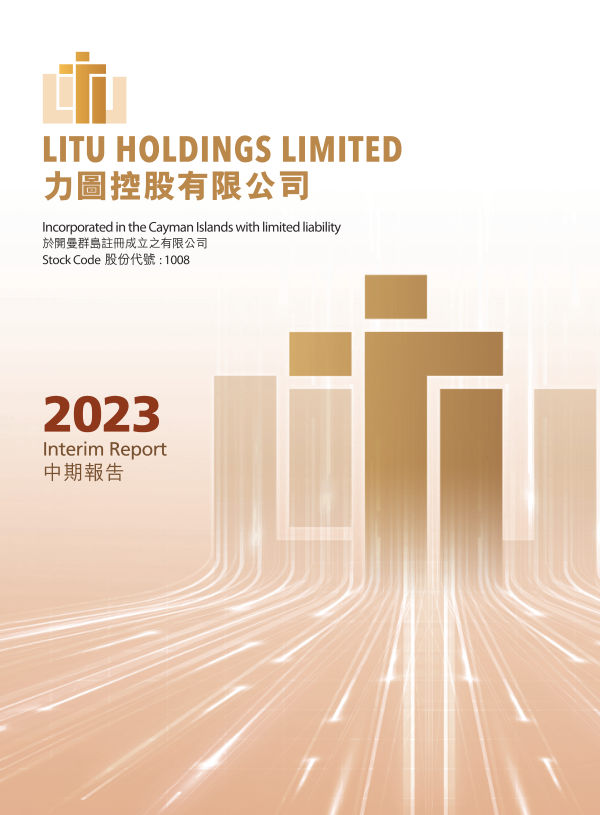 LITU HOLDINGS LIMITED
力圖控股有限公司
Incorporated in the Cayman Islands with limited liability
於開曼群島註冊成立之有限公司
Stock Code 股份代號 : 1008
2023
Interim Report
中期報告